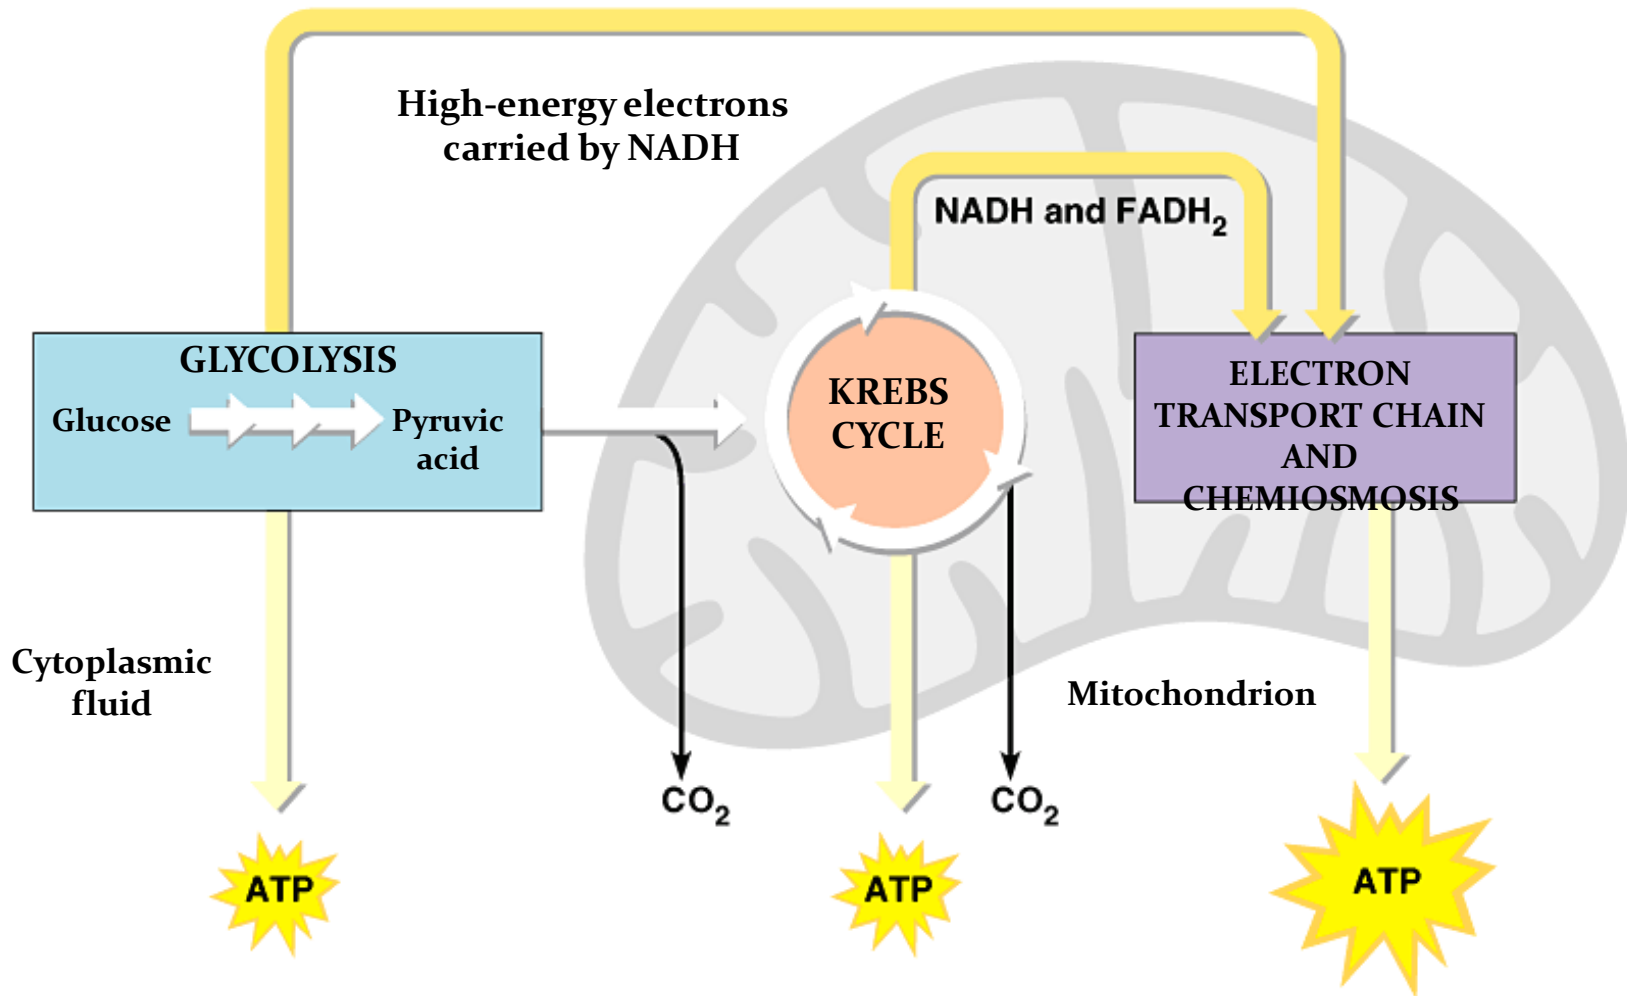 High-energy electrons
carried by NADH
NADH and FADH₂
GLYCOLYSIS
Glucose
Pyruvic
acid
KREBS
CYCLE
ELECTRON
TRANSPORT CHAIN
AND
CHEMIOSMOSIS
Cytoplasmic
fluid
Mitochondrion
CO₂
CO₂
ATP
ATP
ATP